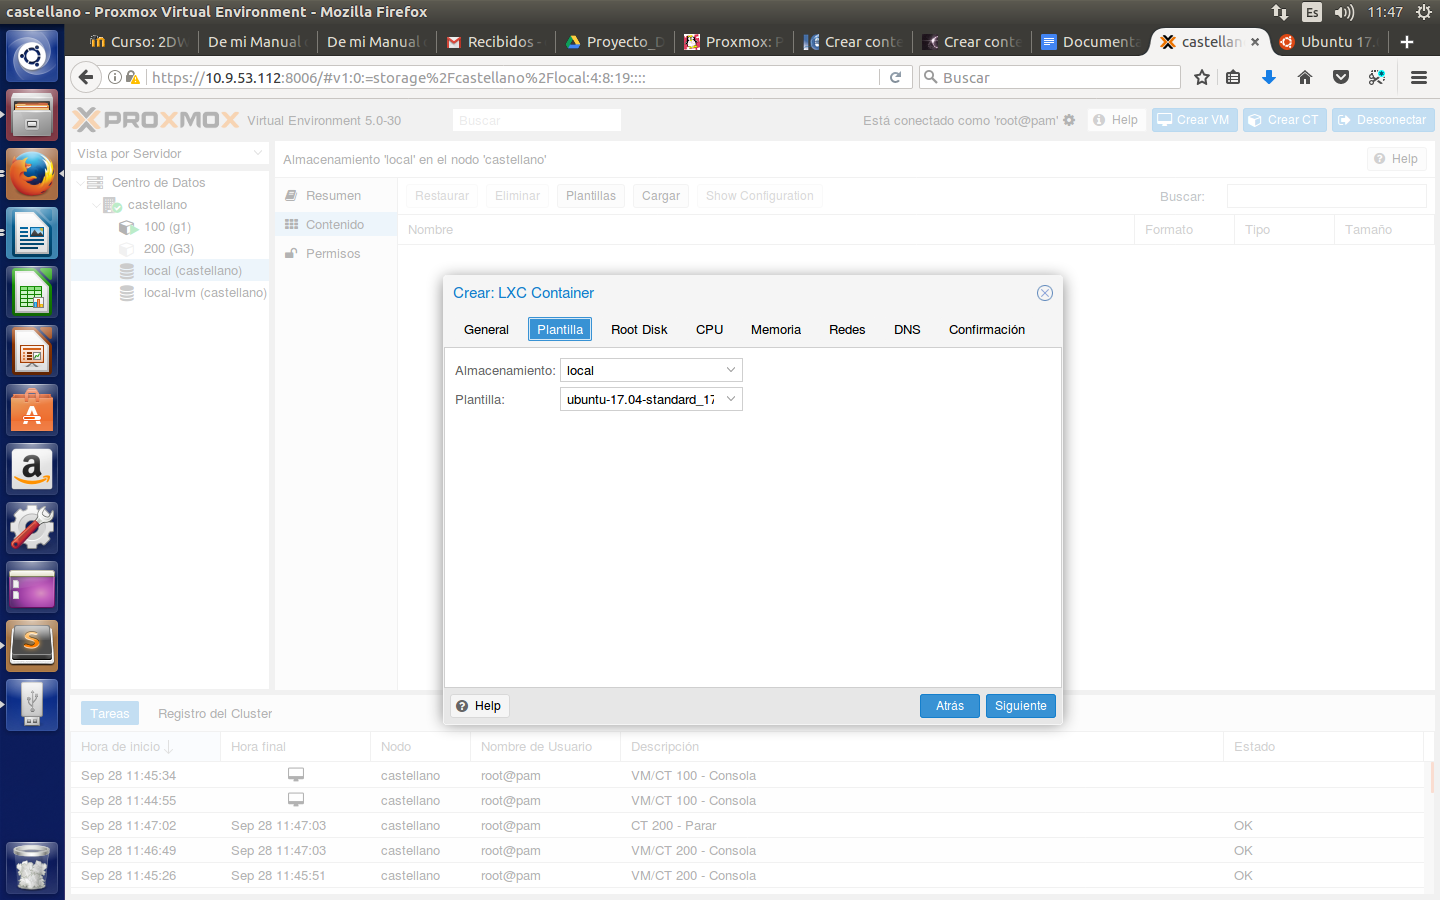 castellano - Proxmox Virtual Environment - Mozilla Firefox
Es
11:47
Curso: 2DW
De mi Manual
De mi Manual
Recibidos -
Proyecto_D
Proxmox: P
Crear conte
Crear conte
Documenta
castellan
Ubuntu 17.
https://10.9.53.112:8006/#v1:0:=storage%2Fcastellano%2Flocal:4:8:19::::
Buscar
PROXMOX
Virtual Environment 5.0-30
Buscar
Está conectado como 'root@pam'
Help
Crear VM
Crear CT
Desconectar
Vista por Servidor
Almacenamiento 'local' en el nodo 'castellano'
Help
Centro de Datos
castellano
100 (g1)
200 (G3)
local (castellano)
local-lvm (castellano)
Resumen
Contenido
Permisos
Restaurar
Eliminar
Plantillas
Cargar
Show Configuration
Buscar:
Nombre
Formato
Tipo
Tamaño
Crear: LXC Container
General
Plantilla
Root Disk
CPU
Memoria
Redes
DNS
Confirmación
Almacenamiento: local
Plantilla: ubuntu-17.04-standard_17
Help
Atrás
Siguiente
Tareas
Registro del Cluster
Hora de inicio
Hora final
Nodo
Nombre de Usuario
Descripción
Estado
Sep 28 11:45:34 castellano root@pam VM/CT 100 - Consola
Sep 28 11:44:55 castellano root@pam VM/CT 100 - Consola
Sep 28 11:47:02 Sep 28 11:47:03 castellano root@pam CT 200 - Parar OK
Sep 28 11:46:49 Sep 28 11:47:03 castellano root@pam VM/CT 200 - Consola OK
Sep 28 11:45:26 Sep 28 11:45:51 castellano root@pam VM/CT 200 - Consola OK